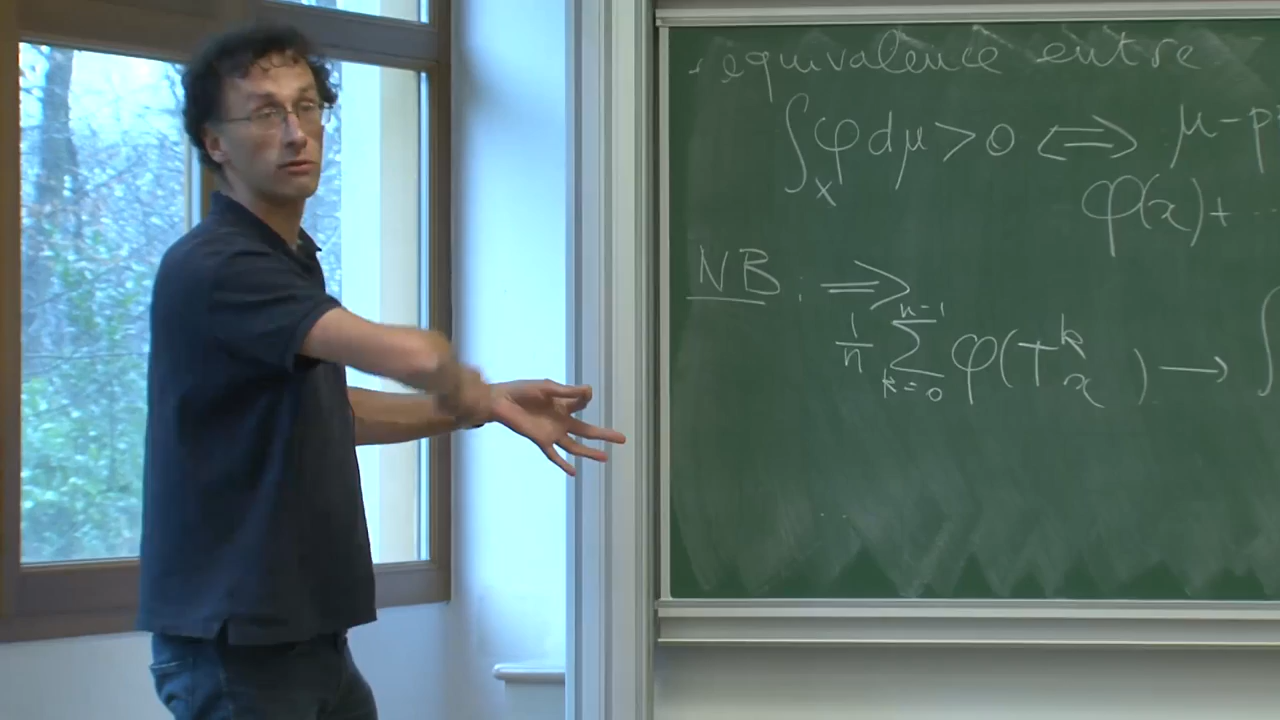 équivalence entre
∫_X φ dμ > 0 ⟺ μ-p
φ(x) + ...
NB : ⟹
1/n ∑_{k=0}^{n-1} φ(T^k x) → ∫